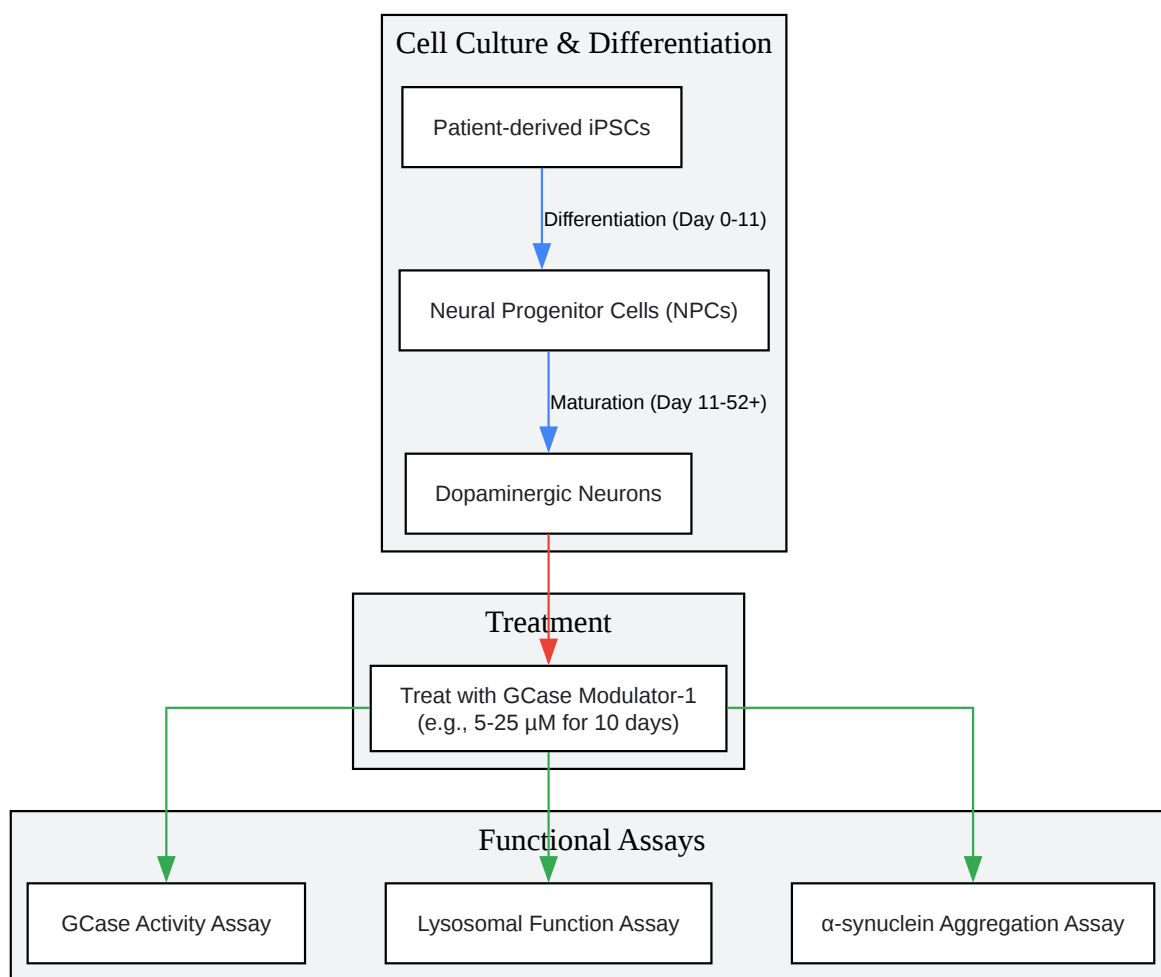 Cell Culture & Differentiation
Patient-derived iPSCs
Differentiation (Day 0-11)
Neural Progenitor Cells (NPCs)
Maturation (Day 11-52+)
Dopaminergic Neurons
Treatment
Treat with GCase Modulator-1
(e.g., 5-25 µM for 10 days)
Functional Assays
GCase Activity Assay
Lysosomal Function Assay
α-synuclein Aggregation Assay